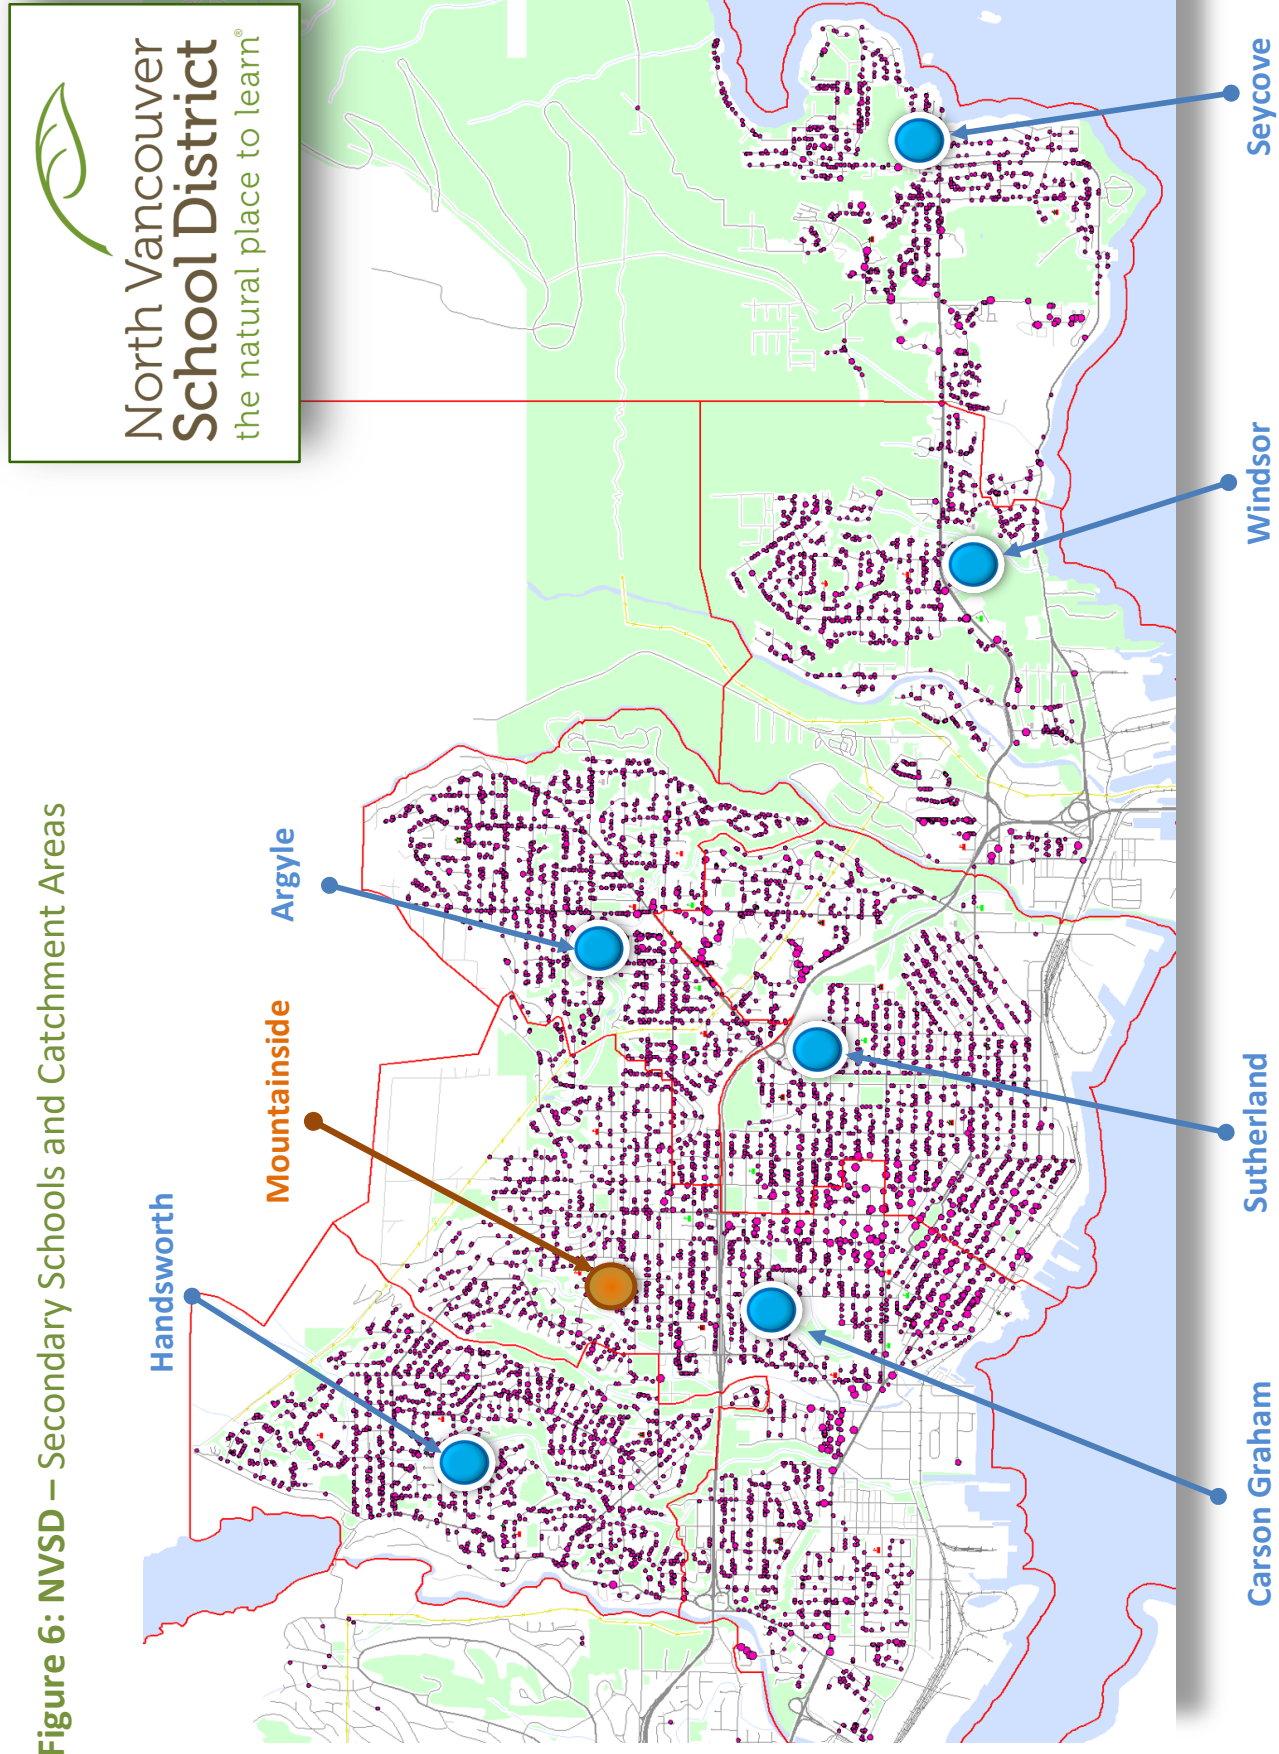 Figure 6: NVSD – Secondary Schools and Catchment Areas
North Vancouver
School District
the natural place to learn®
Handsworth
Mountainside
Argyle
Carson Graham
Sutherland
Windsor
Seycove